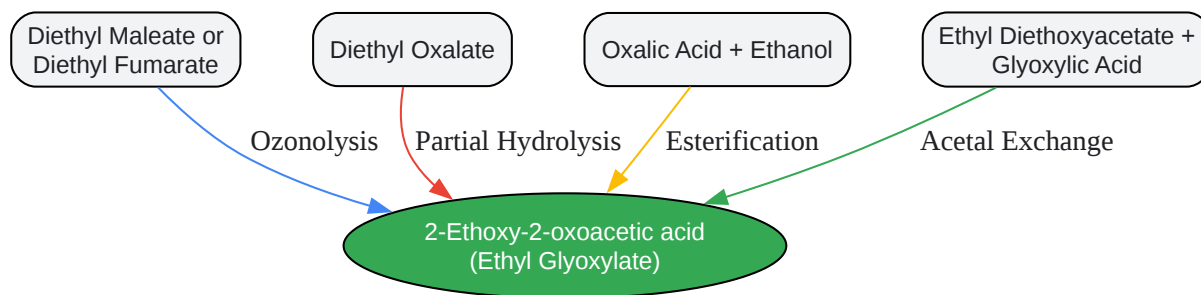 Diethyl Maleate or
Diethyl Fumarate
Diethyl Oxalate
Oxalic Acid + Ethanol
Ethyl Diethoxyacetate +
Glyoxylic Acid
Ozonolysis
Partial Hydrolysis
Esterification
Acetal Exchange
2-Ethoxy-2-oxoacetic acid
(Ethyl Glyoxylate)